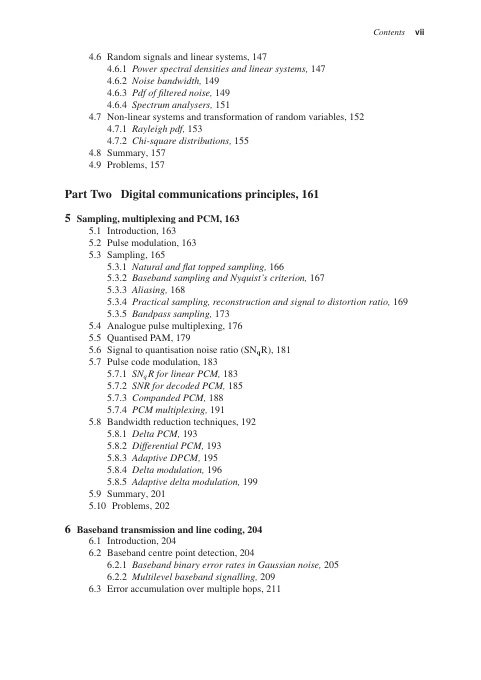 Contents vii
4.6 Random signals and linear systems, 147
4.6.1 Power spectral densities and linear systems, 147
4.6.2 Noise bandwidth, 149
4.6.3 Pdf of filtered noise, 149
4.6.4 Spectrum analysers, 151
4.7 Non-linear systems and transformation of random variables, 152
4.7.1 Rayleigh pdf, 153
4.7.2 Chi-square distributions, 155
4.8 Summary, 157
4.9 Problems, 157
Part Two Digital communications principles, 161
5 Sampling, multiplexing and PCM, 163
5.1 Introduction, 163
5.2 Pulse modulation, 163
5.3 Sampling, 165
5.3.1 Natural and flat topped sampling, 166
5.3.2 Baseband sampling and Nyquist's criterion, 167
5.3.3 Aliasing, 168
5.3.4 Practical sampling, reconstruction and signal to distortion ratio, 169
5.3.5 Bandpass sampling, 173
5.4 Analogue pulse multiplexing, 176
5.5 Quantised PAM, 179
5.6 Signal to quantisation noise ratio (SNqR), 181
5.7 Pulse code modulation, 183
5.7.1 SNqR for linear PCM, 183
5.7.2 SNR for decoded PCM, 185
5.7.3 Companded PCM, 188
5.7.4 PCM multiplexing, 191
5.8 Bandwidth reduction techniques, 192
5.8.1 Delta PCM, 193
5.8.2 Differential PCM, 193
5.8.3 Adaptive DPCM, 195
5.8.4 Delta modulation, 196
5.8.5 Adaptive delta modulation, 199
5.9 Summary, 201
5.10 Problems, 202
6 Baseband transmission and line coding, 204
6.1 Introduction, 204
6.2 Baseband centre point detection, 204
6.2.1 Baseband binary error rates in Gaussian noise, 205
6.2.2 Multilevel baseband signalling, 209
6.3 Error accumulation over multiple hops, 211